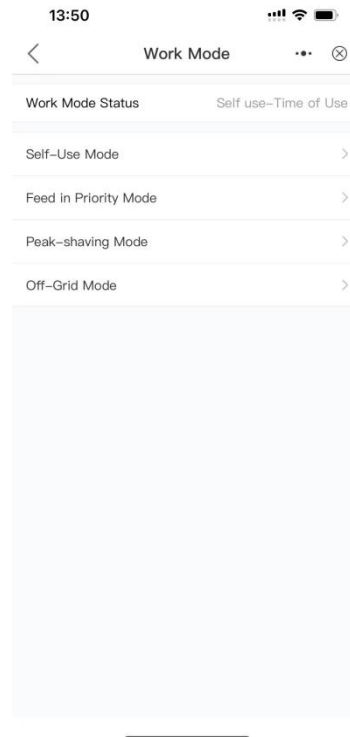 13:50
Work Mode
Work Mode Status Self use-Time of Use
Self-Use Mode
Feed in Priority Mode
Peak-shaving Mode
Off-Grid Mode